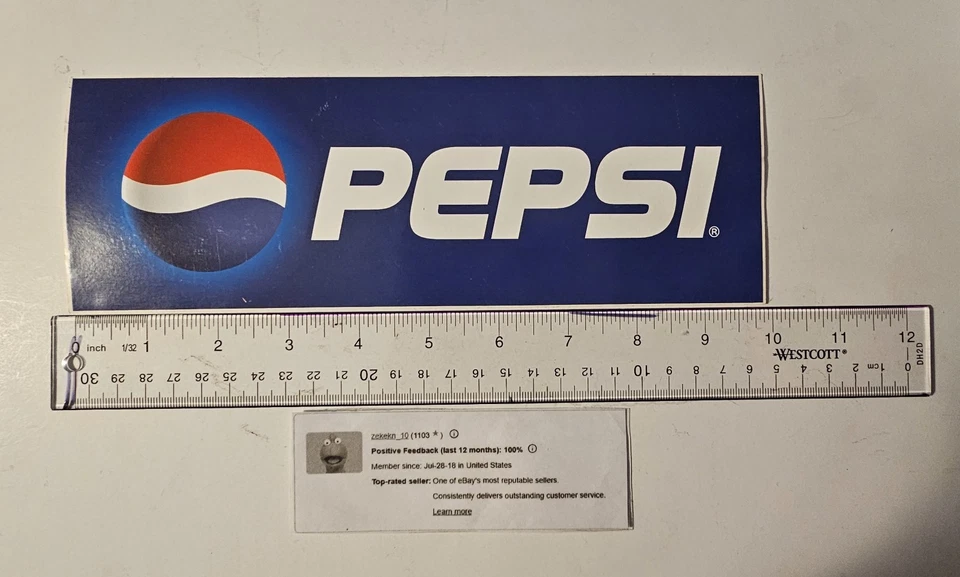 PEPSI®
0 inch 1/32 1 2 3 4 5 6 7 8 9 10 11 12
WESTCOTT®
DH2D
30 29 28 27 26 25 24 23 22 21 20 19 18 17 16 15 14 13 12 11 10 9 8 7 6 5 4 3 2 1cm 0
zekekn_10 (1103 ★)
Positive Feedback (last 12 months): 100%
Member since: Jul-28-18 in United States
Top-rated seller: One of eBay's most reputable sellers.
Consistently delivers outstanding customer service.
Learn more